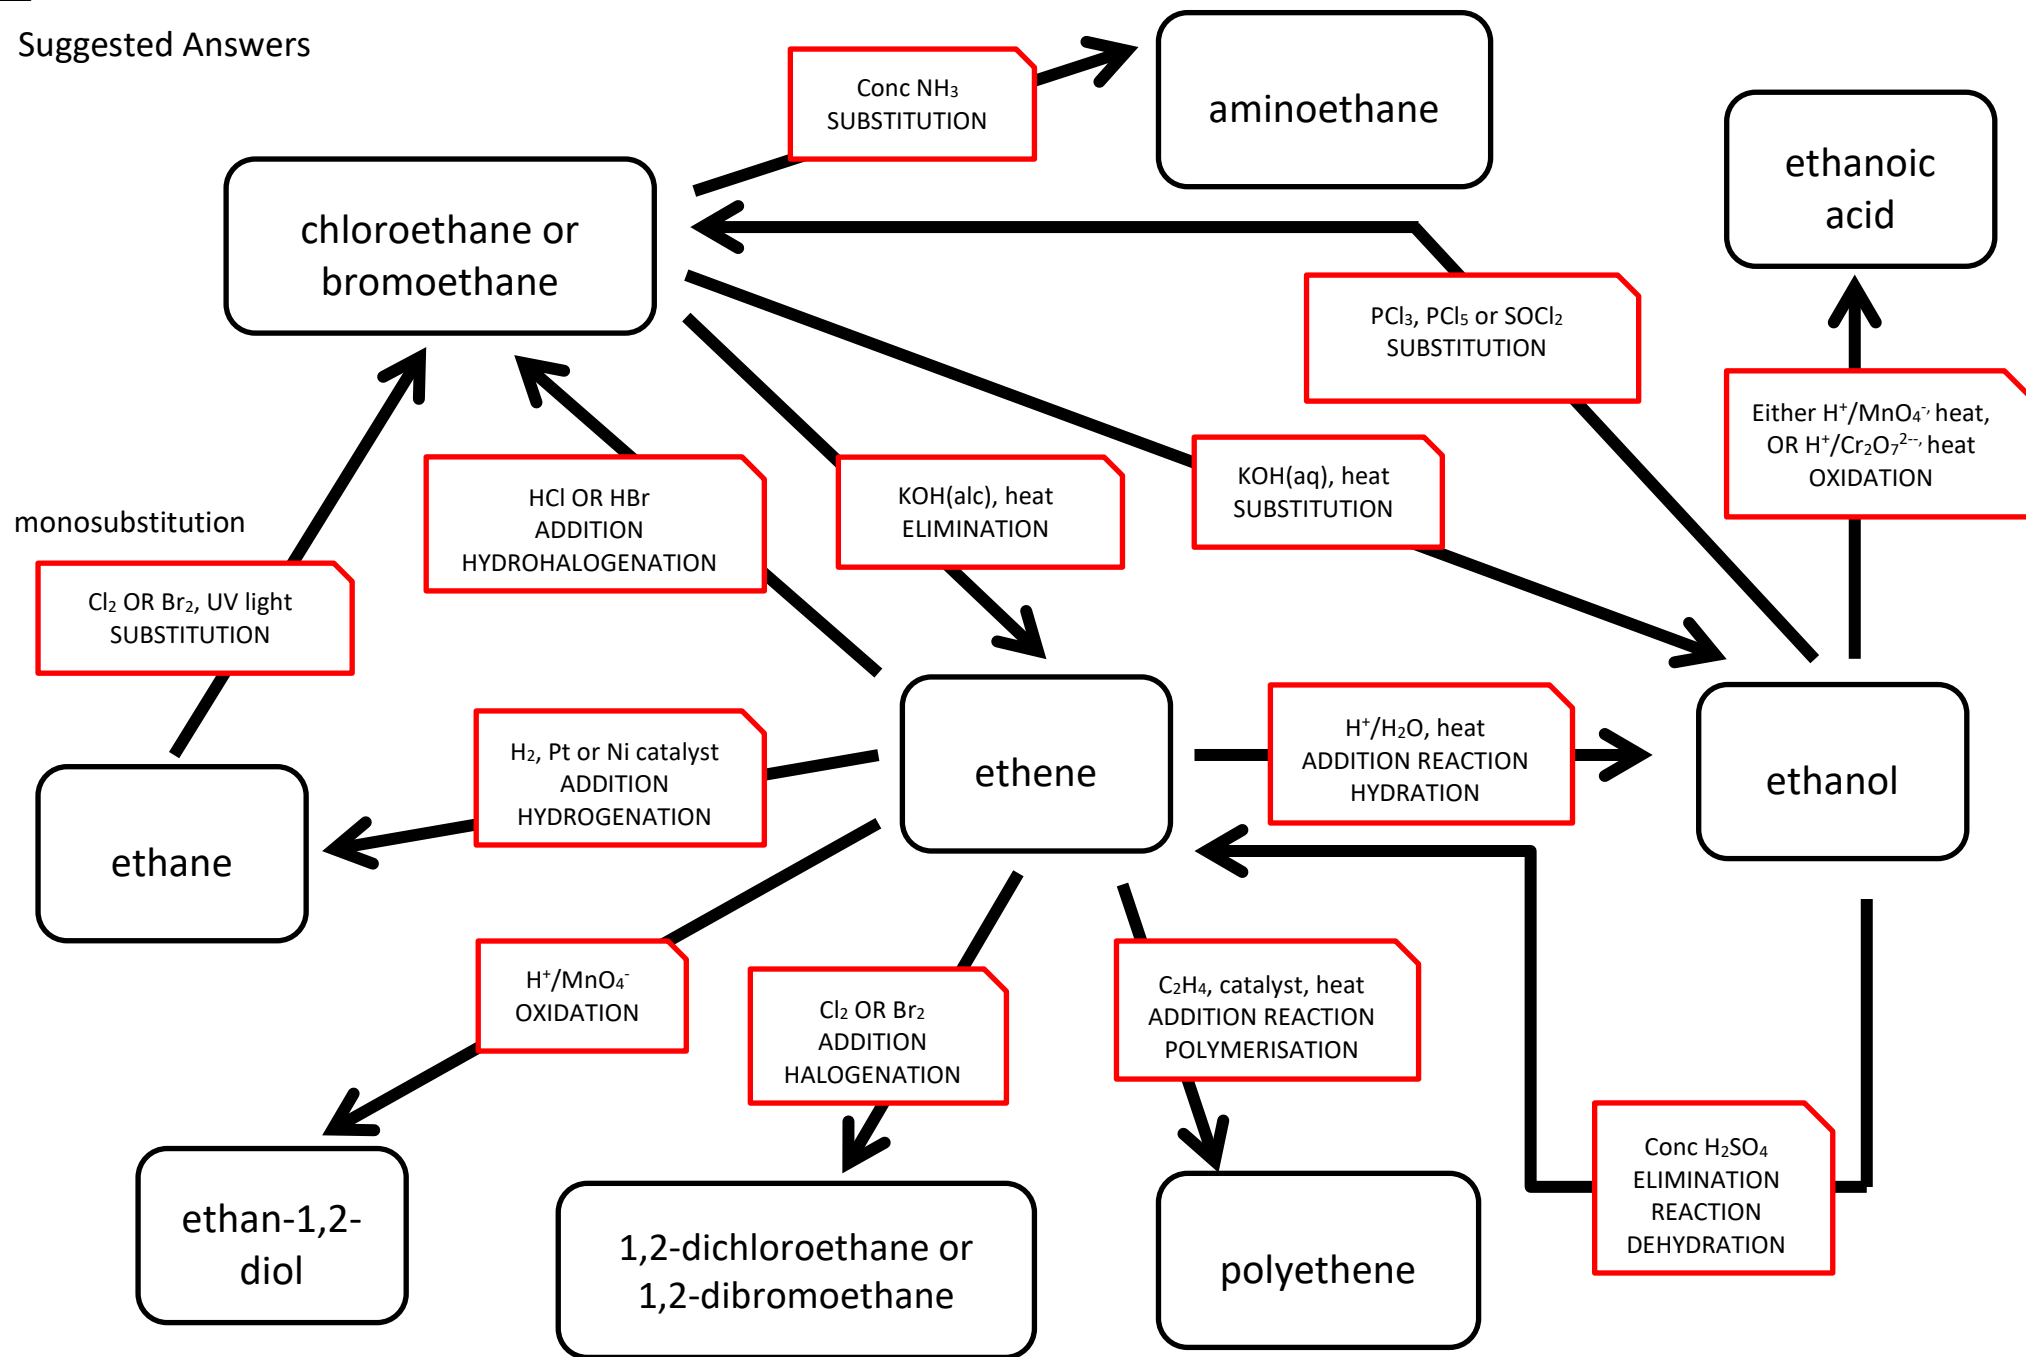 Suggested Answers
Conc NH₃
SUBSTITUTION
aminoethane
ethanoic
acid
chloroethane or
bromoethane
PCl₃, PCl₅ or SOCl₂
SUBSTITUTION
Either H⁺/MnO₄⁻, heat,
OR H⁺/Cr₂O₇²⁻⁻, heat
OXIDATION
HCl OR HBr
ADDITION
HYDROHALOGENATION
KOH(alc), heat
ELIMINATION
KOH(aq), heat
SUBSTITUTION
monosubstitution
Cl₂ OR Br₂, UV light
SUBSTITUTION
H₂, Pt or Ni catalyst
ADDITION
HYDROGENATION
ethene
H⁺/H₂O, heat
ADDITION REACTION
HYDRATION
ethanol
ethane
H⁺/MnO₄⁻
OXIDATION
Cl₂ OR Br₂
ADDITION
HALOGENATION
C₂H₄, catalyst, heat
ADDITION REACTION
POLYMERISATION
Conc H₂SO₄
ELIMINATION
REACTION
DEHYDRATION
ethan-1,2-
diol
1,2-dichloroethane or
1,2-dibromoethane
polyethene